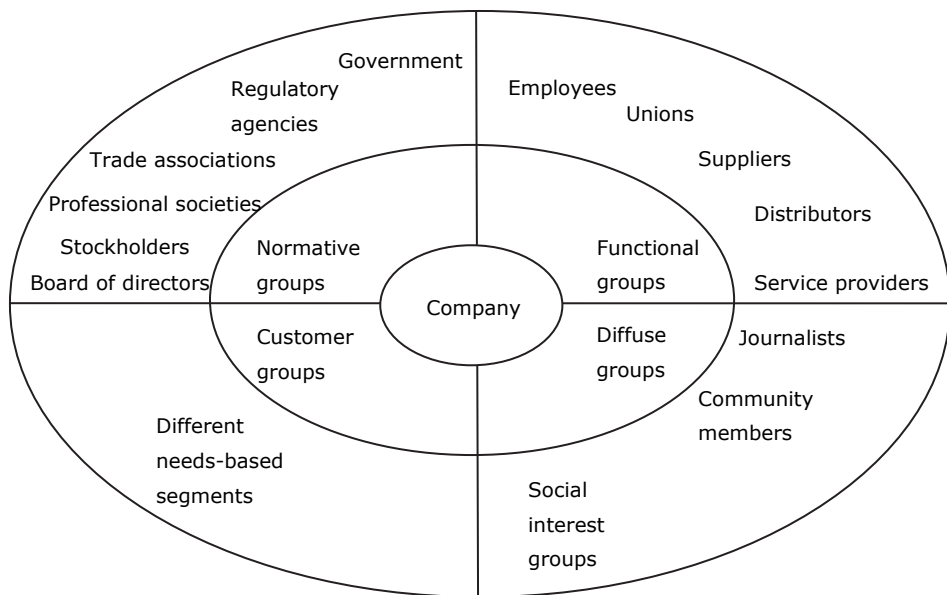 Government
Regulatory
agencies
Trade associations
Professional societies
Stockholders
Board of directors
Employees
Unions
Suppliers
Distributors
Service providers
Normative
groups
Functional
groups
Company
Customer
groups
Diffuse
groups
Journalists
Community
members
Different
needs-based
segments
Social
interest
groups